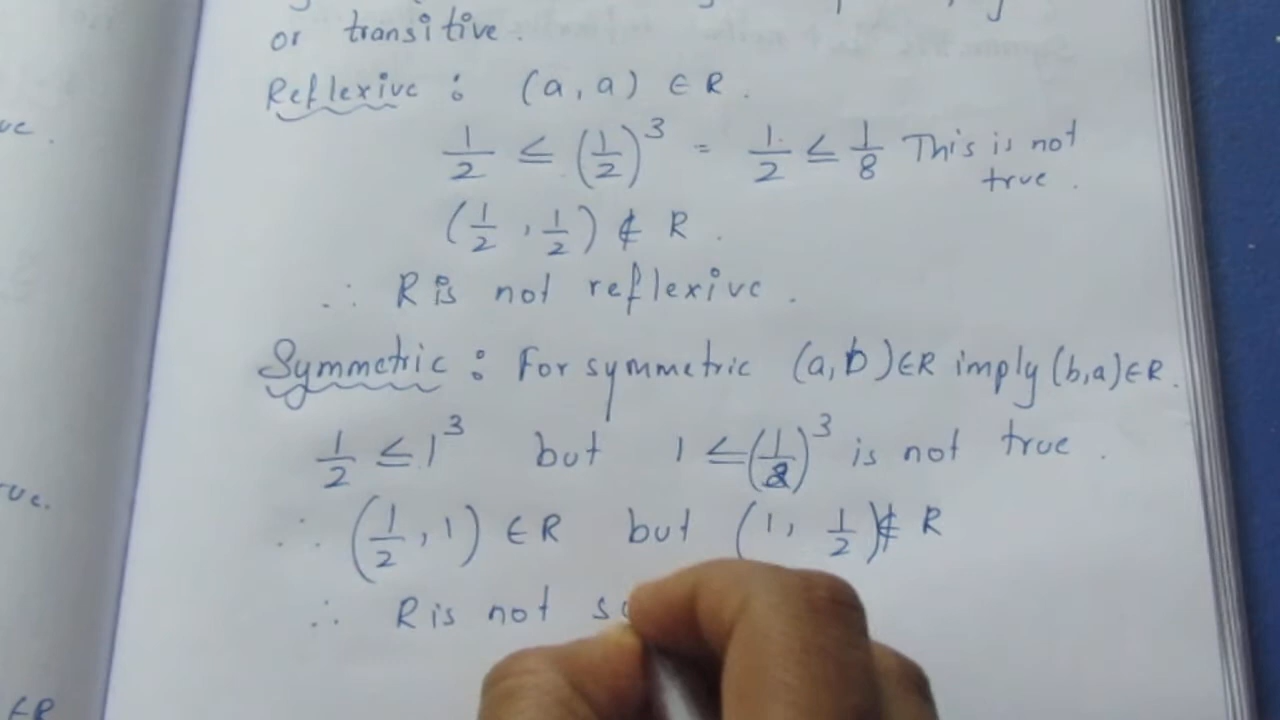 or transitive.
Reflexive : (a, a) ∈ R.
1/2 ≤ (1/2)^3 = 1/2 ≤ 1/8 This is not
true.
(1/2, 1/2) ∉ R.
∴ R is not reflexive.
Symmetric : For symmetric (a, b) ∈ R imply (b, a) ∈ R.
1/2 ≤ 1^3 but 1 ≤ (1/2)^3 is not true.
∴ (1/2, 1) ∈ R but (1, 1/2) ∉ R
∴ R is not
∈R